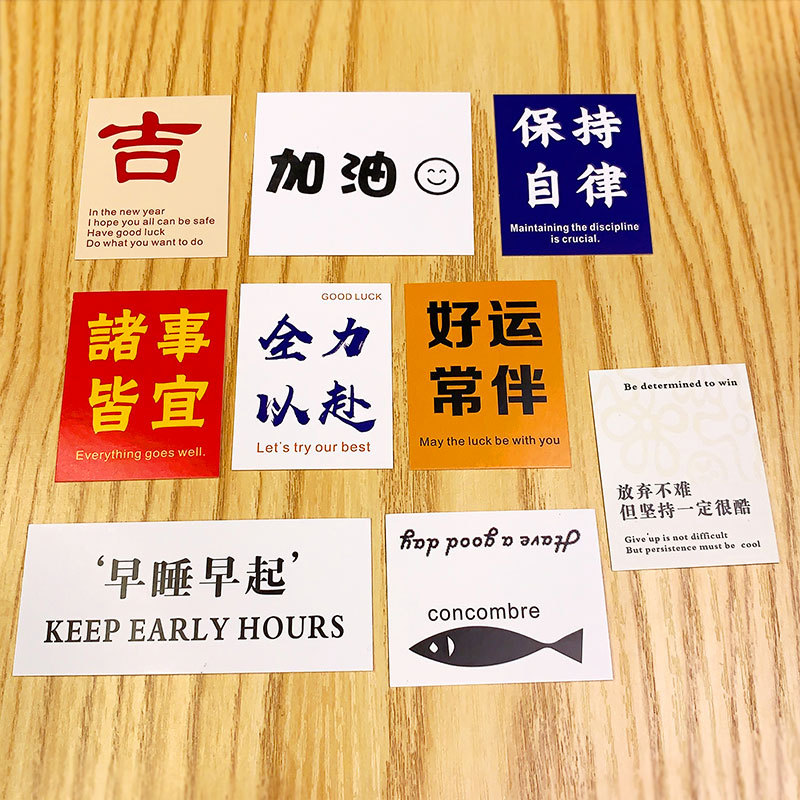 吉
In the new year
I hope you all can be safe
Have good luck
Do what you want to do
加油
保持
自律
Maintaining the discipline
is crucial.
諸事
皆宜
Everything goes well.
GOOD LUCK
全力
以赴
Let's try our best
好运
常伴
May the luck be with you
Be determined to win
放弃不难
但坚持一定很酷
Give up is not difficult
But persistence must be cool
‘早睡早起’
KEEP EARLY HOURS
Have a good day
concombre